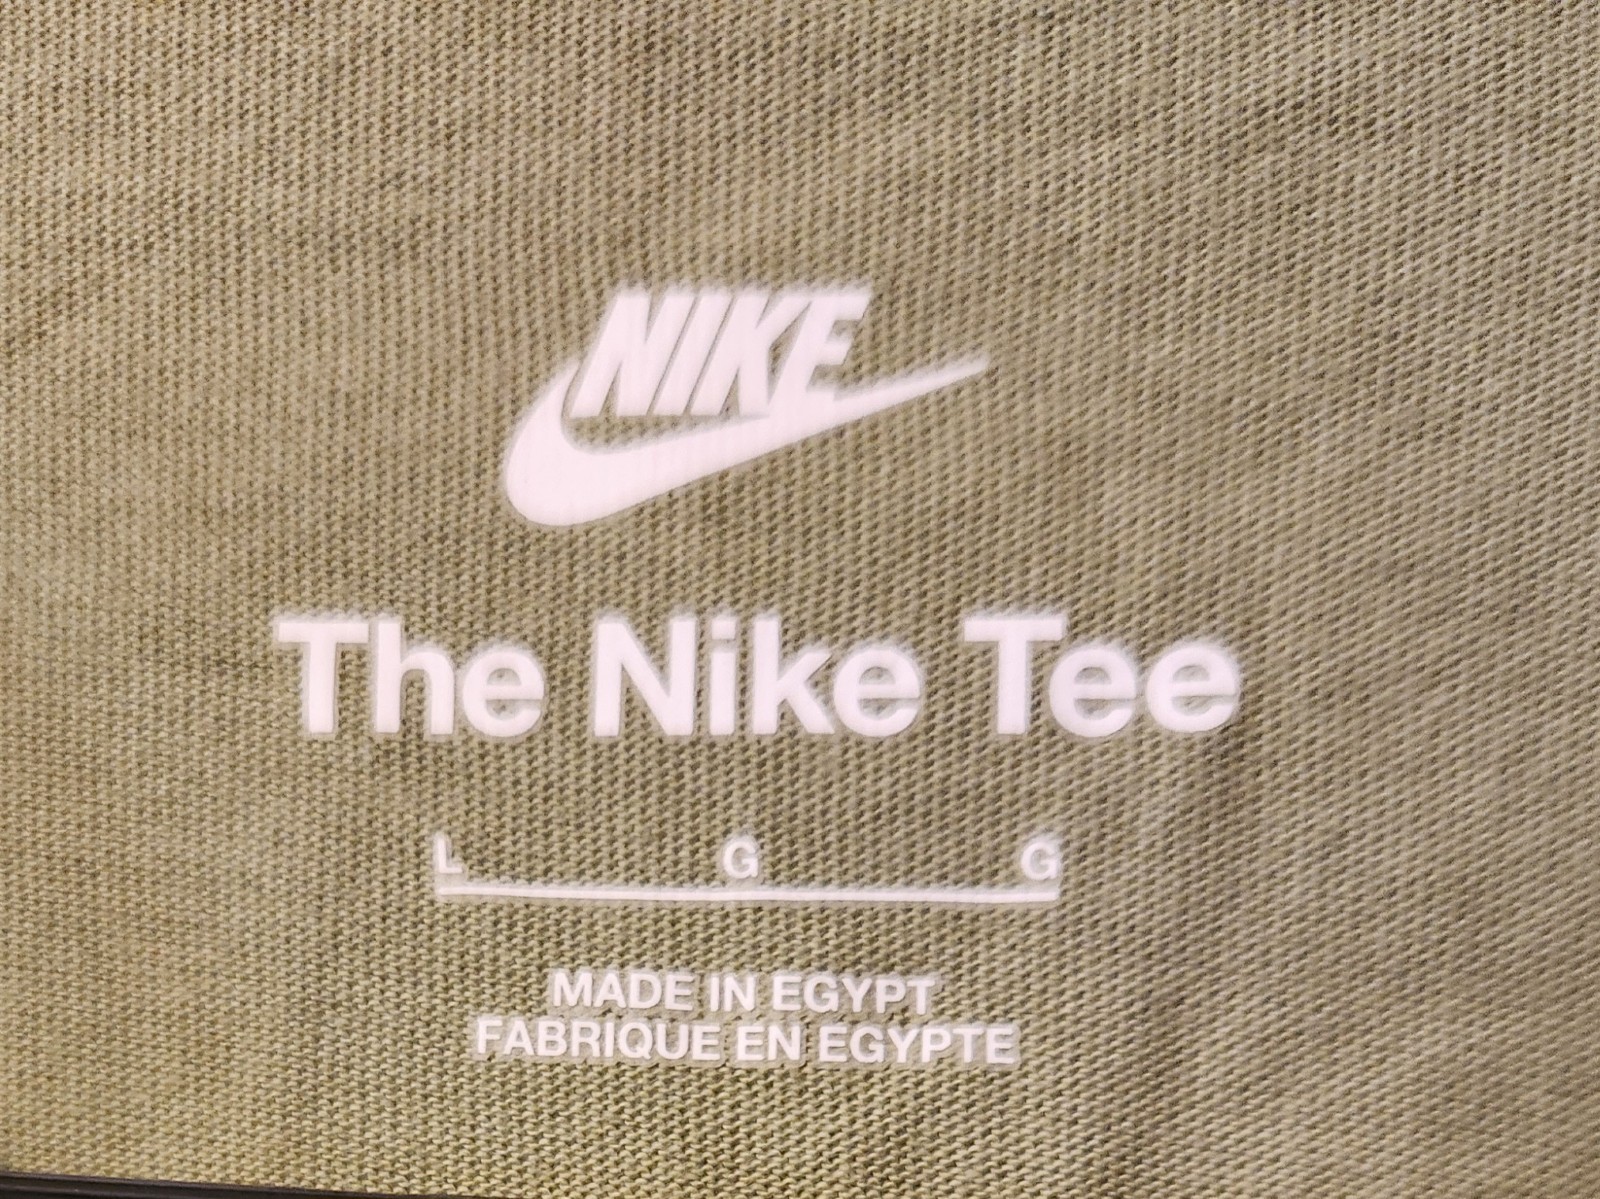 NIKE
The Nike Tee
L G G
MADE IN EGYPT
FABRIQUE EN EGYPTE